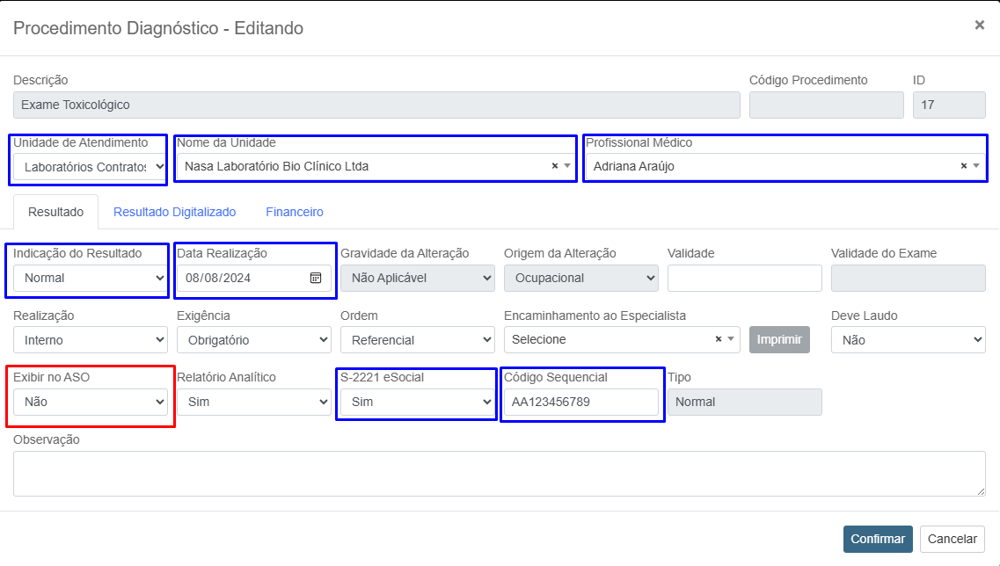 Procedimento Diagnóstico - Editando ×
Descrição Código Procedimento ID
Exame Toxicológico 17
Unidade de Atendimento Nome da Unidade Profissional Médico
Laboratórios Contratos Nasa Laboratório Bio Clínico Ltda × Adriana Araújo ×
Resultado Resultado Digitalizado Financeiro
Indicação do Resultado Data Realização Gravidade da Alteração Origem da Alteração Validade Validade do Exame
Normal 08/08/2024 Não Aplicável Ocupacional
Realização Exigência Ordem Encaminhamento ao Especialista Deve Laudo
Interno Obrigatório Referencial Selecione × Imprimir Não
Exibir no ASO Relatório Analítico S-2221 eSocial Código Sequencial Tipo
Não Sim Sim AA123456789 Normal
Observação
Confirmar Cancelar